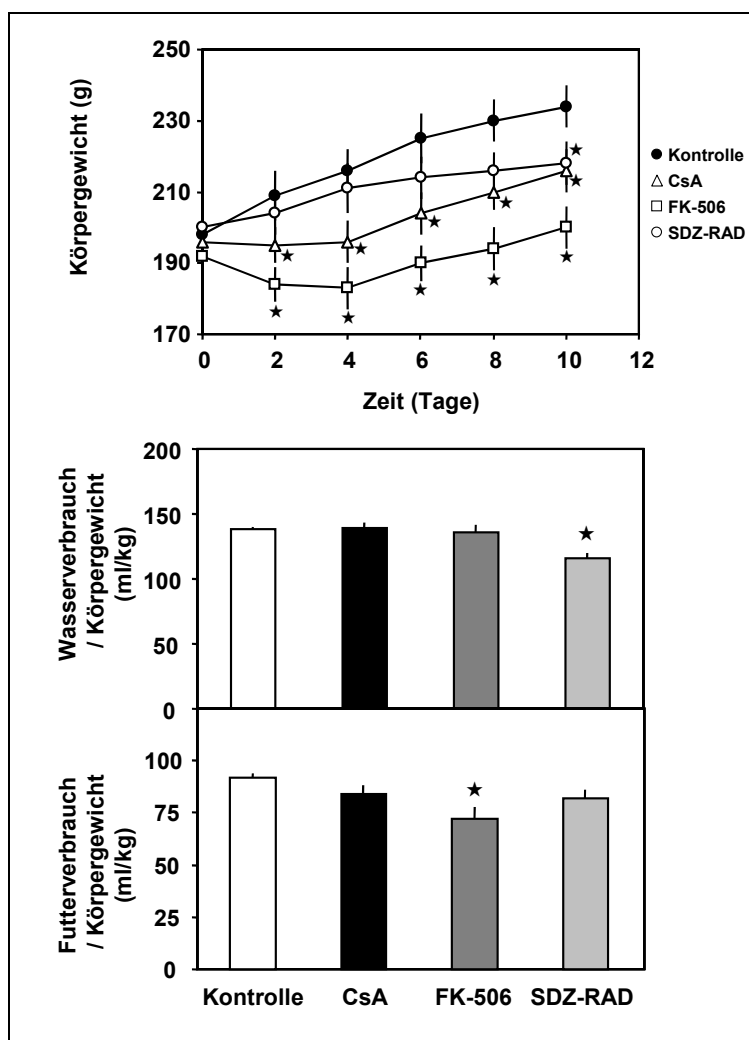 Körpergewicht (g)
250
230
210
190
170
0 2 4 6 8 10 12
Zeit (Tage)
Kontrolle
CsA
FK-506
SDZ-RAD
Wasserverbrauch
/ Körpergewicht
(ml/kg)
200
150
100
50
0
Futterverbrauch
/ Körpergewicht
(ml/kg)
100
75
50
25
0
Kontrolle CsA FK-506 SDZ-RAD